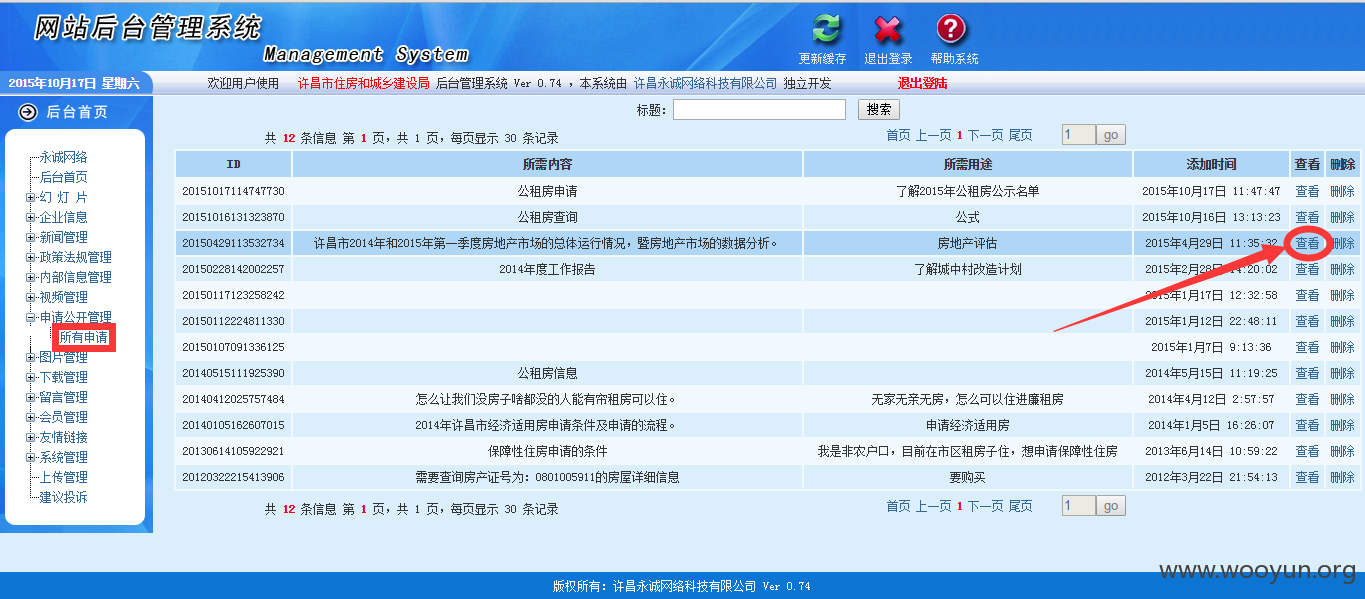 网站后台管理系统
Management System
更新缓存 退出登录 帮助系统
2015年10月17日 星期六
欢迎用户使用 许昌市住房和城乡建设局 后台管理系统 Ver 0.74 ，本系统由 许昌永诚网络科技有限公司 独立开发 退出登陆
后台首页
永诚网络
后台首页
幻 灯 片
企业信息
新闻管理
政策法规管理
内部信息管理
视频管理
申请公开管理
所有申请
图片管理
下载管理
留言管理
会员管理
友情链接
系统管理
上传管理
建议投诉
标题： 搜索
共 12 条信息 第 1 页，共 1 页，每页显示 30 条记录 首页 上一页 1 下一页 尾页 1 go
ID 所需内容 所需用途 添加时间 查看 删除
20151017114747730 公租房申请 了解2015年公租房公示名单 2015年10月17日 11:47:47 查看 删除
20151016131323870 公租房查询 公式 2015年10月16日 13:13:23 查看 删除
20150429113532734 许昌市2014年和2015年第一季度房地产市场的总体运行情况，暨房地产市场的数据分析。 房地产评估 2015年4月29日 11:35:32 查看 删除
20150228142002257 2014年度工作报告 了解城中村改造计划 2015年2月28日 14:20:02 查看 删除
20150117123258242 2015年1月17日 12:32:58 查看 删除
20150112224811330 2015年1月12日 22:48:11 查看 删除
20150107091336125 2015年1月7日 9:13:36 查看 删除
20140515111925390 公租房信息 2014年5月15日 11:19:25 查看 删除
20140412025757484 怎么让我们没房子啥都没的人能有帘租房可以住。 无家无亲无房，怎么可以住进廉租房 2014年4月12日 2:57:57 查看 删除
20140105162607015 2014年许昌市经济适用房申请条件及申请的流程。 申请经济适用房 2014年1月5日 16:26:07 查看 删除
20130614105922921 保障性住房申请的条件 我是非农户口，目前在市区租房子住，想申请保障性住房 2013年6月14日 10:59:22 查看 删除
20120322215413906 需要查询房产证号为：0801005911的房屋详细信息 要购买 2012年3月22日 21:54:13 查看 删除
共 12 条信息 第 1 页，共 1 页，每页显示 30 条记录 首页 上一页 1 下一页 尾页 1 go
www.wooyun.org
版权所有：许昌永诚网络科技有限公司 Ver 0.74